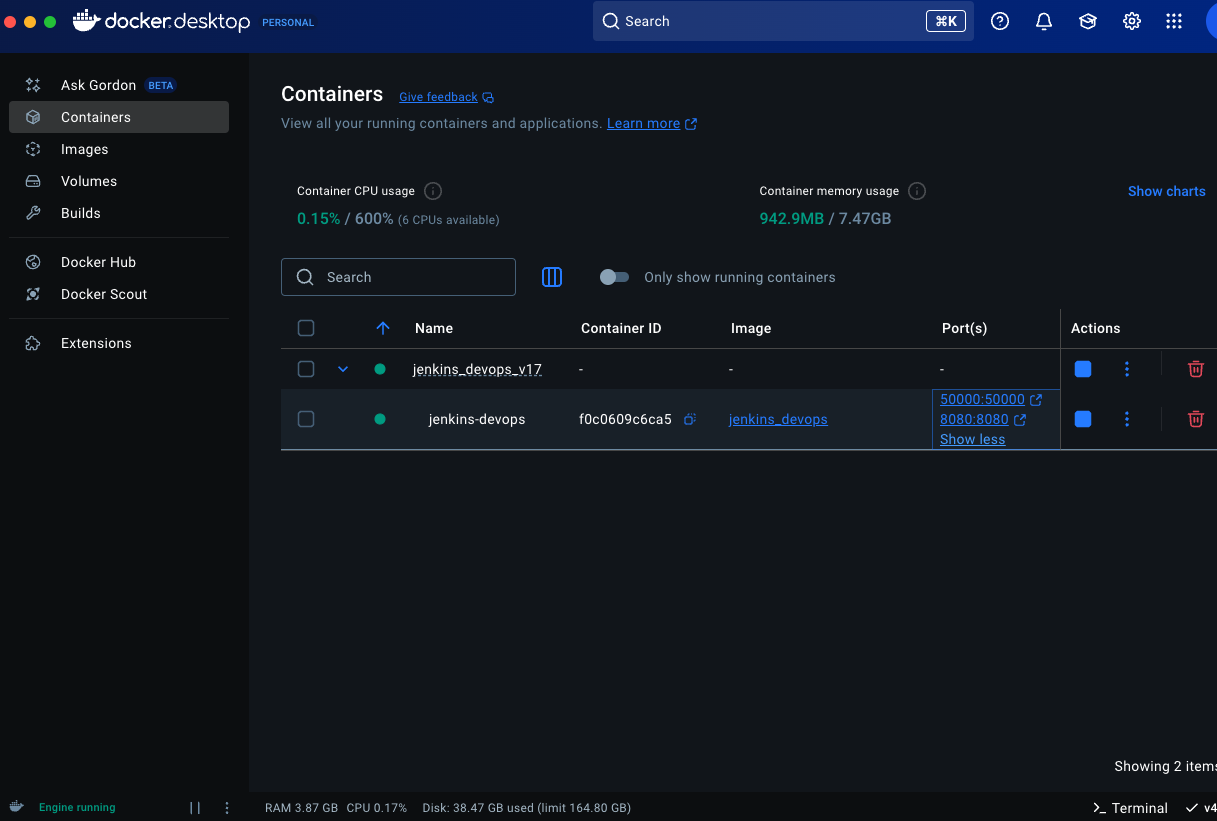 docker.desktop PERSONAL
Search ⌘K
Ask Gordon BETA
Containers
Images
Volumes
Builds
Docker Hub
Docker Scout
Extensions
Containers Give feedback
View all your running containers and applications. Learn more
Container CPU usage
0.15% / 600% (6 CPUs available)
Container memory usage
942.9MB / 7.47GB
Show charts
Search
Only show running containers
Name Container ID Image Port(s) Actions
jenkins_devops_v17 - - -
jenkins-devops f0c0609c6ca5 jenkins_devops
50000:50000
8080:8080
Show less
Showing 2 items
Engine running
RAM 3.87 GB CPU 0.17% Disk: 38.47 GB used (limit 164.80 GB)
>_ Terminal v4